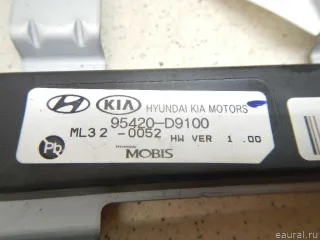 KIA HYUNDAI KIA MOTORS
95420-D9100
ML32 -0052 HW VER 1.00
Pb
MOBIS
eaural.ru